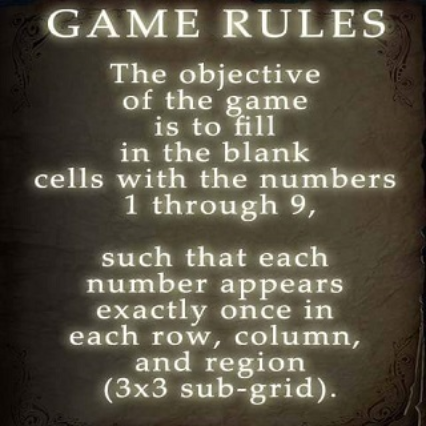 GAME RULES
The objective
of the game
is to fill
in the blank
cells with the numbers
1 through 9,
such that each
number appears
exactly once in
each row, column,
and region
(3x3 sub-grid).